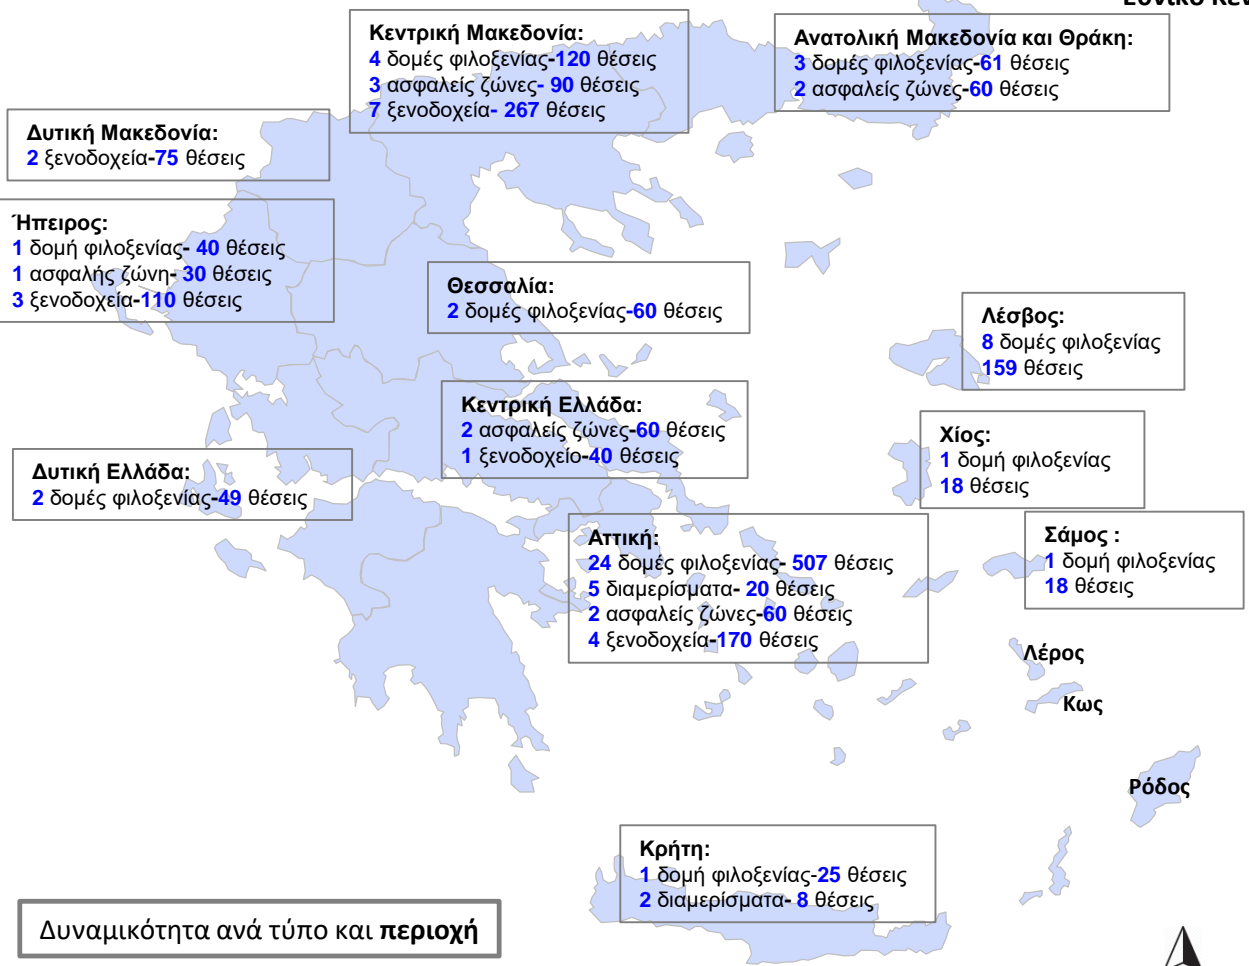 Κεντρική Μακεδονία:
4 δομές φιλοξενίας-120 θέσεις
3 ασφαλείς ζώνες- 90 θέσεις
7 ξενοδοχεία- 267 θέσεις
Ανατολική Μακεδονία και Θράκη:
3 δομές φιλοξενίας-61 θέσεις
2 ασφαλείς ζώνες-60 θέσεις
Δυτική Μακεδονία:
2 ξενοδοχεία-75 θέσεις
Ήπειρος:
1 δομή φιλοξενίας- 40 θέσεις
1 ασφαλής ζώνη- 30 θέσεις
3 ξενοδοχεία-110 θέσεις
Θεσσαλία:
2 δομές φιλοξενίας-60 θέσεις
Λέσβος:
8 δομές φιλοξενίας
159 θέσεις
Κεντρική Ελλάδα:
2 ασφαλείς ζώνες-60 θέσεις
1 ξενοδοχείο-40 θέσεις
Χίος:
1 δομή φιλοξενίας
18 θέσεις
Δυτική Ελλάδα:
2 δομές φιλοξενίας-49 θέσεις
Αττική:
24 δομές φιλοξενίας- 507 θέσεις
5 διαμερίσματα- 20 θέσεις
2 ασφαλείς ζώνες-60 θέσεις
4 ξενοδοχεία-170 θέσεις
Σάμος :
1 δομή φιλοξενίας
18 θέσεις
Λέρος
Κως
Ρόδος
Κρήτη:
1 δομή φιλοξενίας-25 θέσεις
2 διαμερίσματα- 8 θέσεις
Δυναμικότητα ανά τύπο και περιοχή